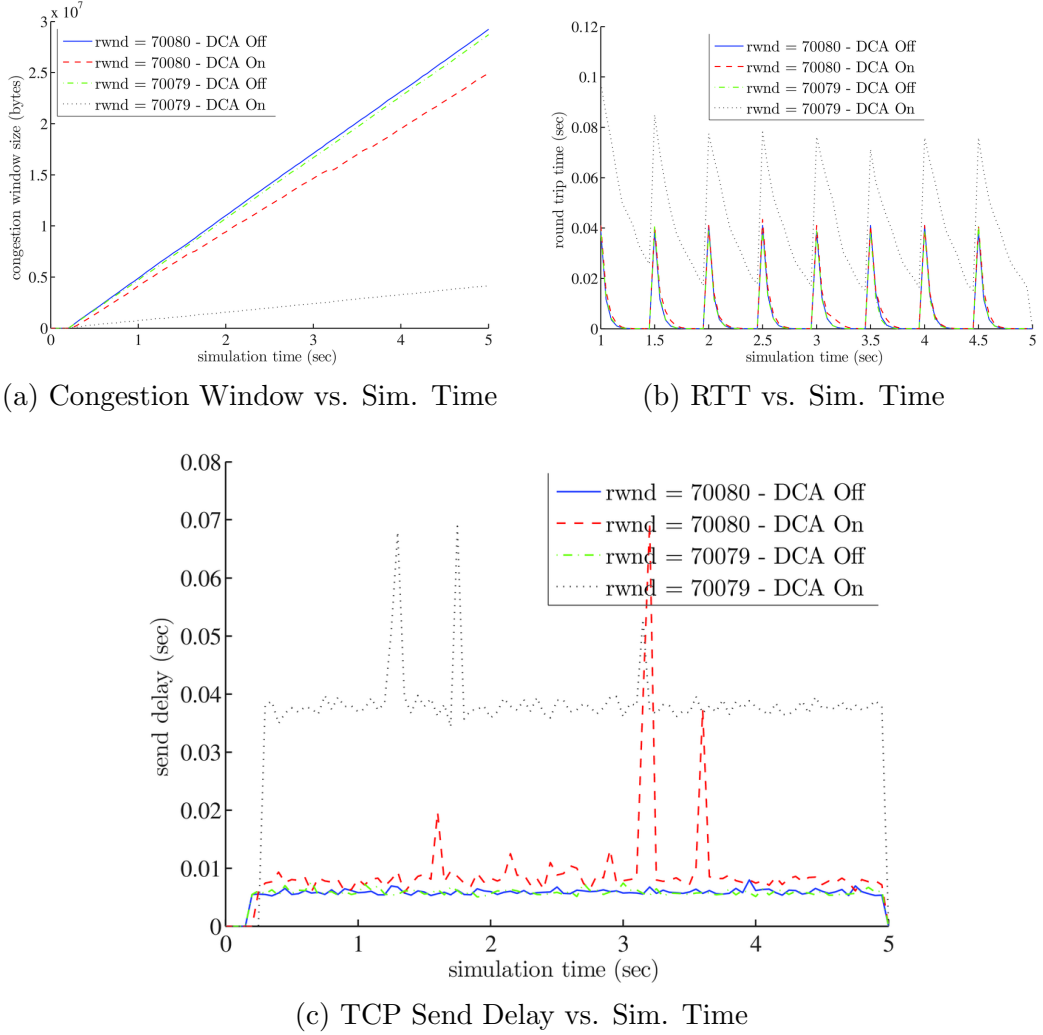 x 10^7
3
2.5
2
1.5
1
0.5
0
congestion window size (bytes)
rwnd = 70080 - DCA Off
rwnd = 70080 - DCA On
rwnd = 70079 - DCA Off
rwnd = 70079 - DCA On
0 1 2 3 4 5
simulation time (sec)
(a) Congestion Window vs. Sim. Time
0.12
0.1
0.08
0.06
0.04
0.02
0
round trip time (sec)
rwnd = 70080 - DCA Off
rwnd = 70080 - DCA On
rwnd = 70079 - DCA Off
rwnd = 70079 - DCA On
1 1.5 2 2.5 3 3.5 4 4.5 5
simulation time (sec)
(b) RTT vs. Sim. Time
0.08
0.07
0.06
0.05
0.04
0.03
0.02
0.01
0
send delay (sec)
rwnd = 70080 - DCA Off
rwnd = 70080 - DCA On
rwnd = 70079 - DCA Off
rwnd = 70079 - DCA On
0 1 2 3 4 5
simulation time (sec)
(c) TCP Send Delay vs. Sim. Time